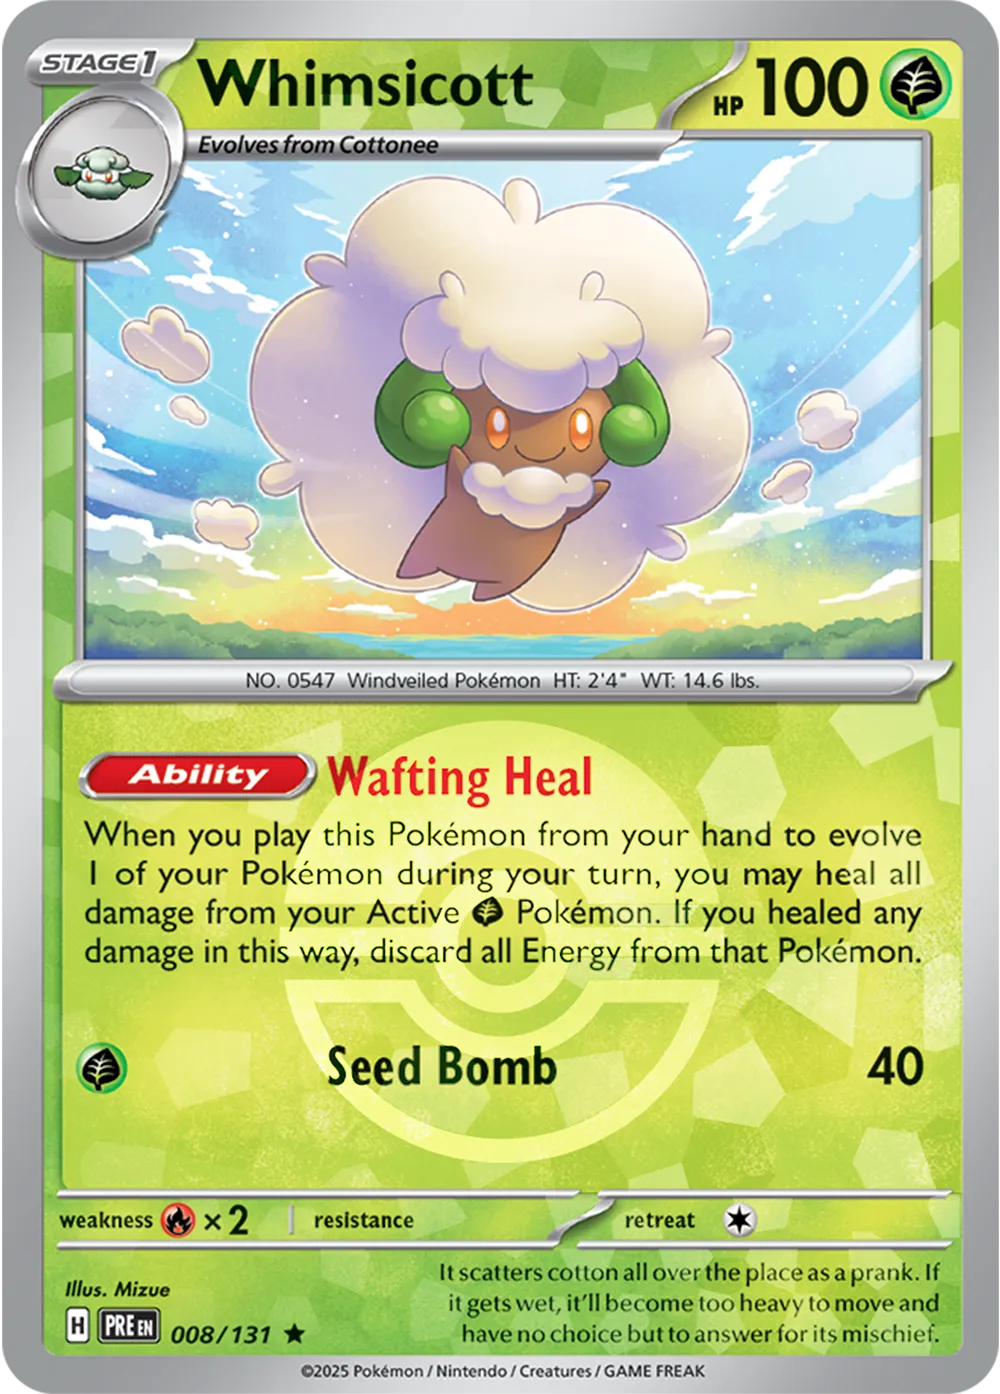 STAGE 1
Whimsicott
HP 100
Evolves from Cottonee
NO. 0547 Windveiled Pokémon HT: 2'4" WT: 14.6 lbs.
Ability Wafting Heal
When you play this Pokémon from your hand to evolve
1 of your Pokémon during your turn, you may heal all
damage from your Active Pokémon. If you healed any
damage in this way, discard all Energy from that Pokémon.
Seed Bomb 40
weakness ×2 resistance retreat
Illus. Mizue
It scatters cotton all over the place as a prank. If
it gets wet, it'll become too heavy to move and
have no choice but to answer for its mischief.
H PRE EN 008/131 ★
©2025 Pokémon / Nintendo / Creatures / GAME FREAK